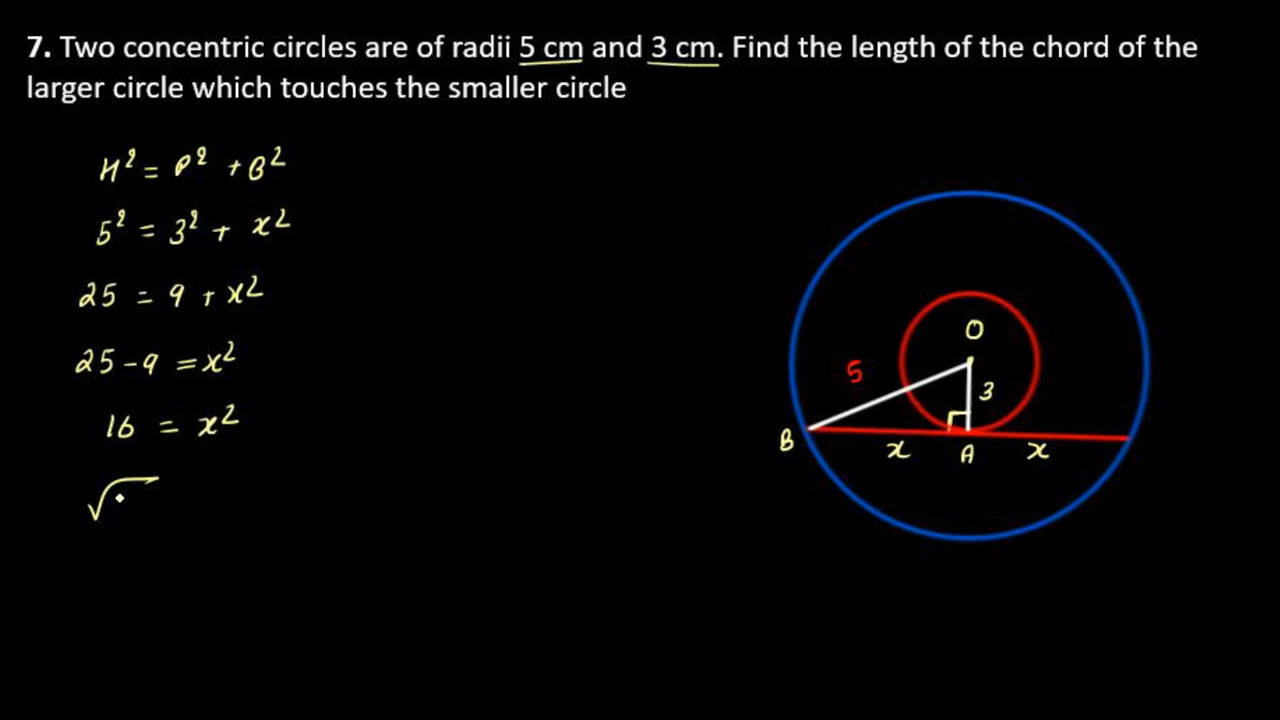 7. Two concentric circles are of radii 5 cm and 3 cm. Find the length of the chord of the
larger circle which touches the smaller circle
H² = P² + B²
5² = 3² + x²
25 = 9 + x²
25 - 9 = x²
16 = x²
√
O
5
3
B
x
A
x